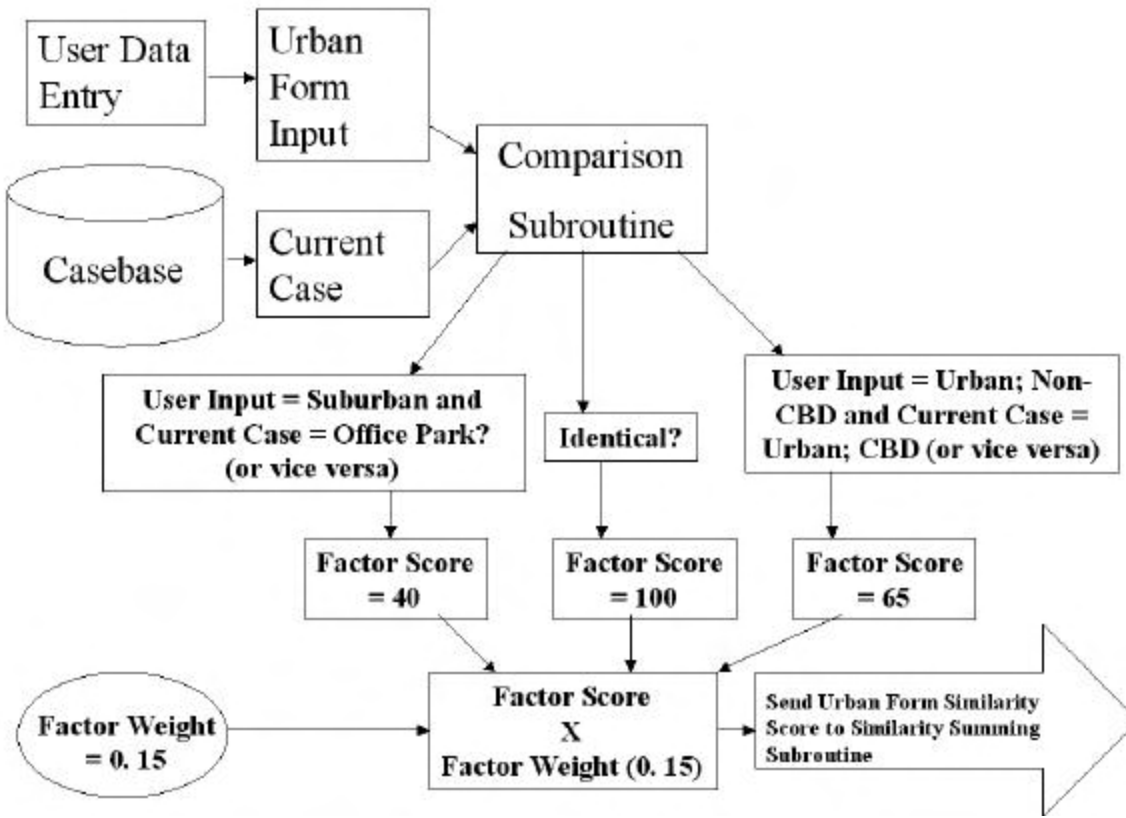 User Data
Entry
Urban
Form
Input
Comparison
Subroutine
Casebase
Current
Case
User Input = Suburban and
Current Case = Office Park?
(or vice versa)
Identical?
User Input = Urban; Non-
CBD and Current Case =
Urban; CBD (or vice versa)
Factor Score
= 40
Factor Score
= 100
Factor Score
= 65
Factor Weight
= 0. 15
Factor Score
X
Factor Weight (0. 15)
Send Urban Form Similarity
Score to Similarity Summing
Subroutine